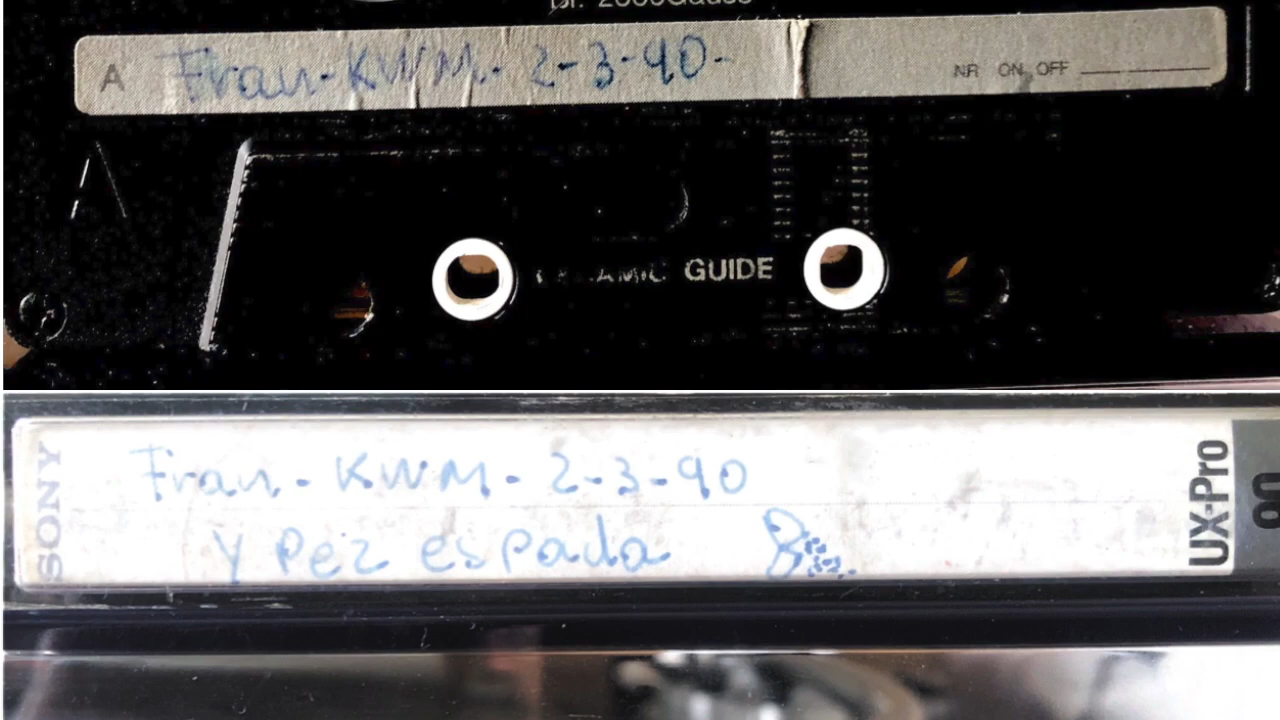 A Fran-KWM- 2-3-90-
NR ON OFF
GUIDE
SONY
Fran - KWM - 2-3-90
y Pez espada
UX-Pro
90